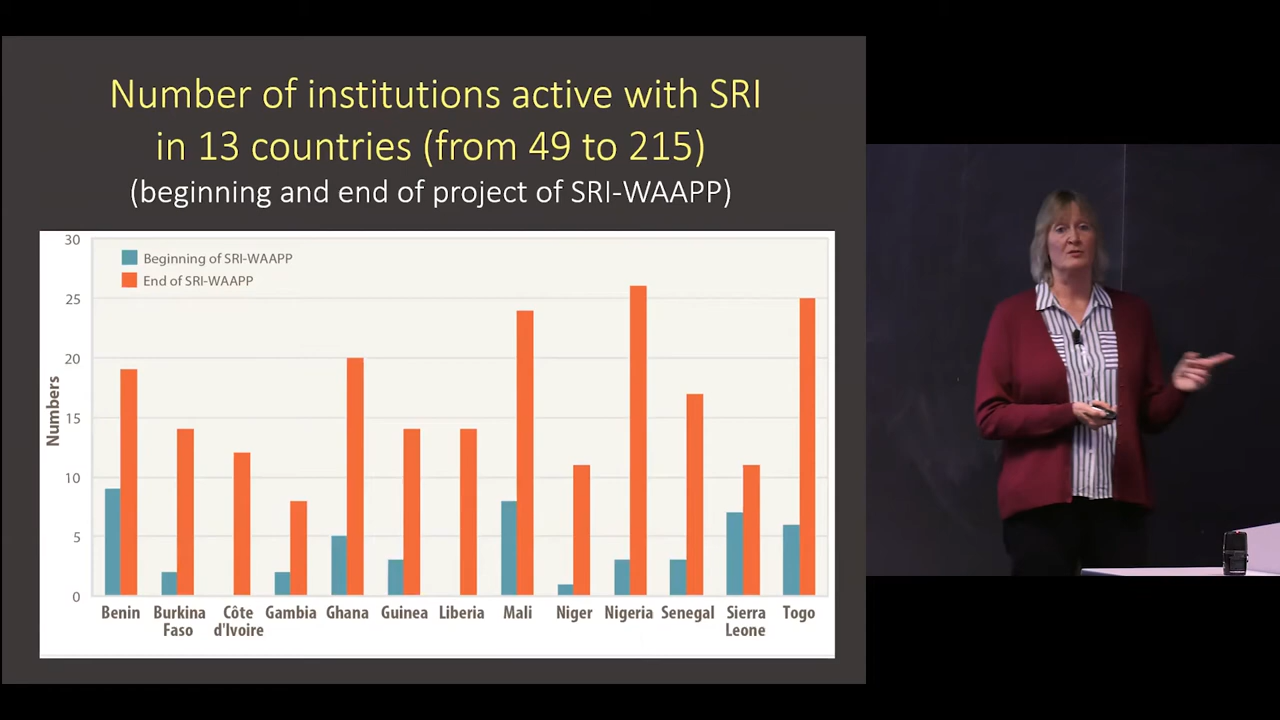 Number of institutions active with SRI
in 13 countries (from 49 to 215)
(beginning and end of project of SRI-WAAPP)
30
25
20
15
10
5
0
Numbers
Beginning of SRI-WAAPP
End of SRI-WAAPP
Benin
Burkina
Faso
Côte
d'Ivoire
Gambia
Ghana
Guinea
Liberia
Mali
Niger
Nigeria
Senegal
Sierra
Leone
Togo